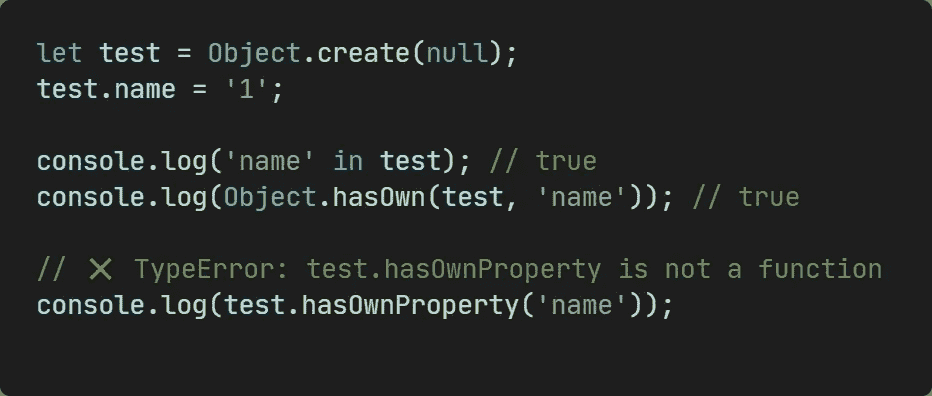 let test = Object.create(null);
test.name = '1';
console.log('name' in test); // true
console.log(Object.hasOwn(test, 'name')); // true
// ❌ TypeError: test.hasOwnProperty is not a function
console.log(test.hasOwnProperty('name'));